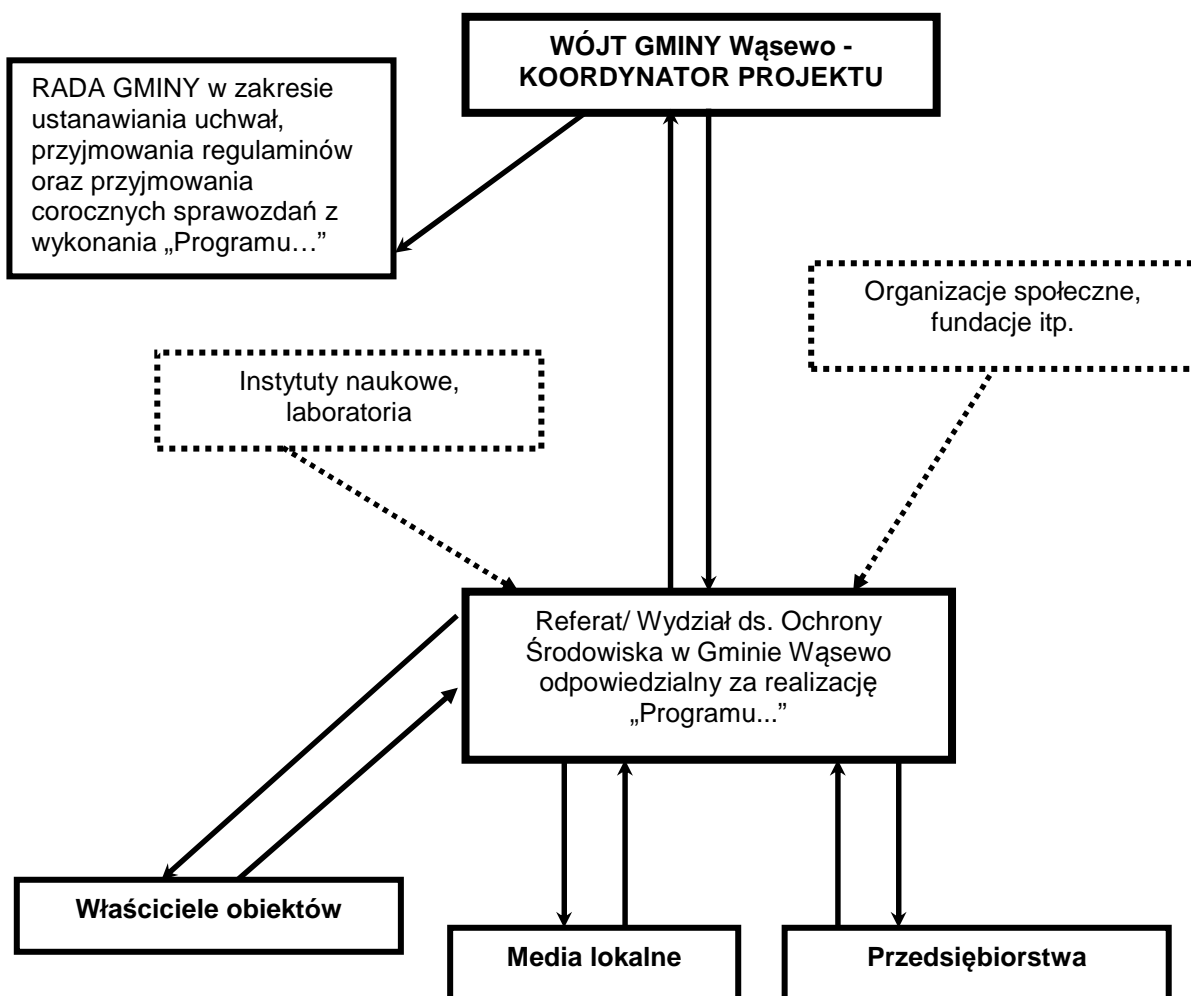 WÓJT GMINY Wąsewo -
KOORDYNATOR PROJEKTU
RADA GMINY w zakresie
ustanawiania uchwał,
przyjmowania regulaminów
oraz przyjmowania
corocznych sprawozdań z
wykonania „Programu…”
Organizacje społeczne,
fundacje itp.
Instytuty naukowe,
laboratoria
Referat/ Wydział ds. Ochrony
Środowiska w Gminie Wąsewo
odpowiedzialny za realizację
„Programu...”
Właściciele obiektów
Media lokalne
Przedsiębiorstwa